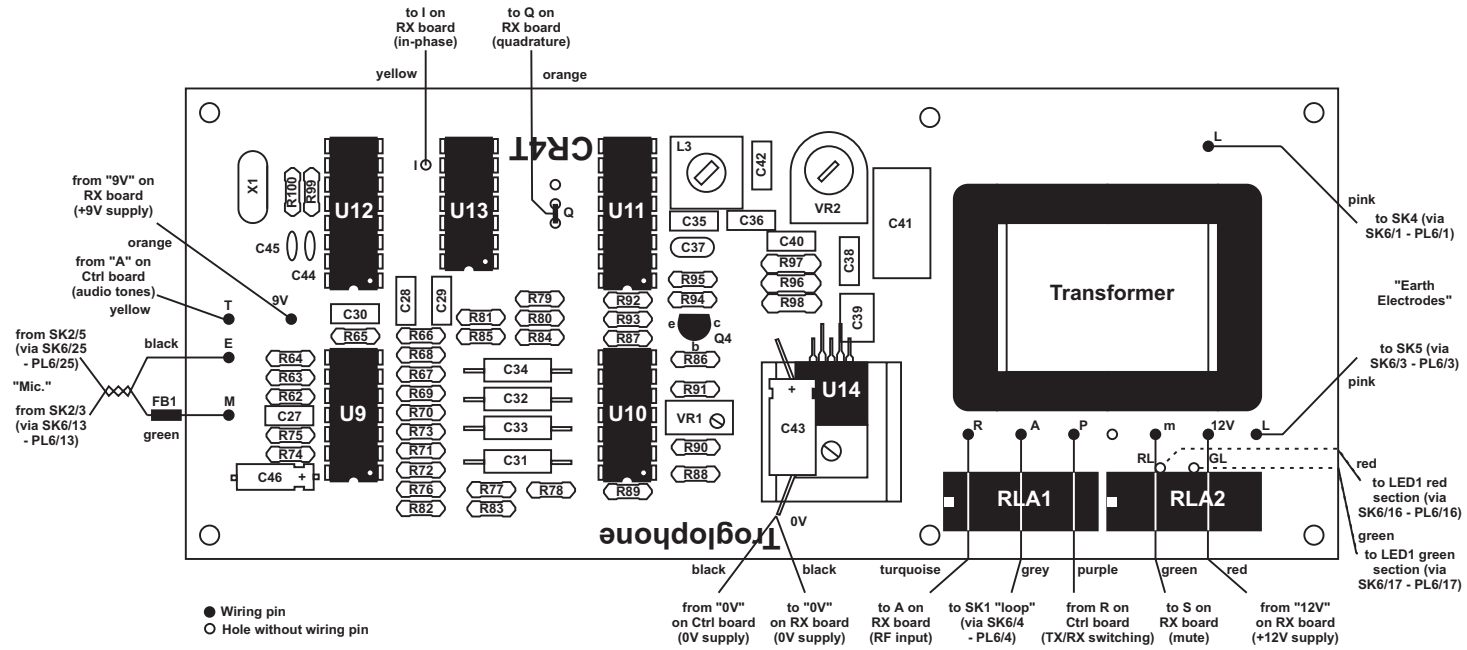 to I on
RX board
(in-phase)
to Q on
RX board
(quadrature)
yellow
orange
CR4T
L
pink
to SK4 (via
SK6/1 - PL6/1)
"Earth
Electrodes"
to SK5 (via
SK6/3 - PL6/3)
pink
from "9V" on
RX board
(+9V supply)
orange
from "A" on
Ctrl board
(audio tones)
yellow
from SK2/5
(via SK6/25
- PL6/25)
black
"Mic."
from SK2/3
(via SK6/13
- PL6/13)
FB1
green
T
9V
E
M
X1
R100
R99
C45
C44
U12
I
U13
Q
U11
L3
C42
VR2
C41
C35
C36
C37
C40
C38
R97
R96
R98
C39
R95
R94
e
c
b
Q4
C30
R65
C28
C29
R79
R80
R84
R81
R85
R92
R93
R87
R66
R68
R67
R69
R70
R73
R71
R72
R76
R82
R64
R63
R62
C27
R75
R74
C46
+
U9
C34
C32
C33
C31
R77
R78
R83
U10
R89
R86
R91
VR1
R90
R88
+
C43
U14
0V
Troglophone
Transformer
R
A
P
m
12V
L
RL
GL
RLA1
RLA2
red
to LED1 red
section (via
SK6/16 - PL6/16)
green
to LED1 green
section (via
SK6/17 - PL6/17)
black
black
turquoise
grey
purple
green
red
from "0V"
on Ctrl board
(0V supply)
to "0V"
on RX board
(0V supply)
to A on
RX board
(RF input)
to SK1 "loop"
(via SK6/4
- PL6/4)
from R on
Ctrl board
(TX/RX switching)
to S on
RX board
(mute)
from "12V"
on RX board
(+12V supply)
Wiring pin
Hole without wiring pin